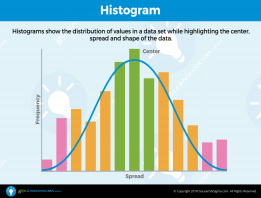 Histogram
Histograms show the distribution of values in a data set while highlighting the center,
spread and shape of the data.
Center
Frequency
Spread